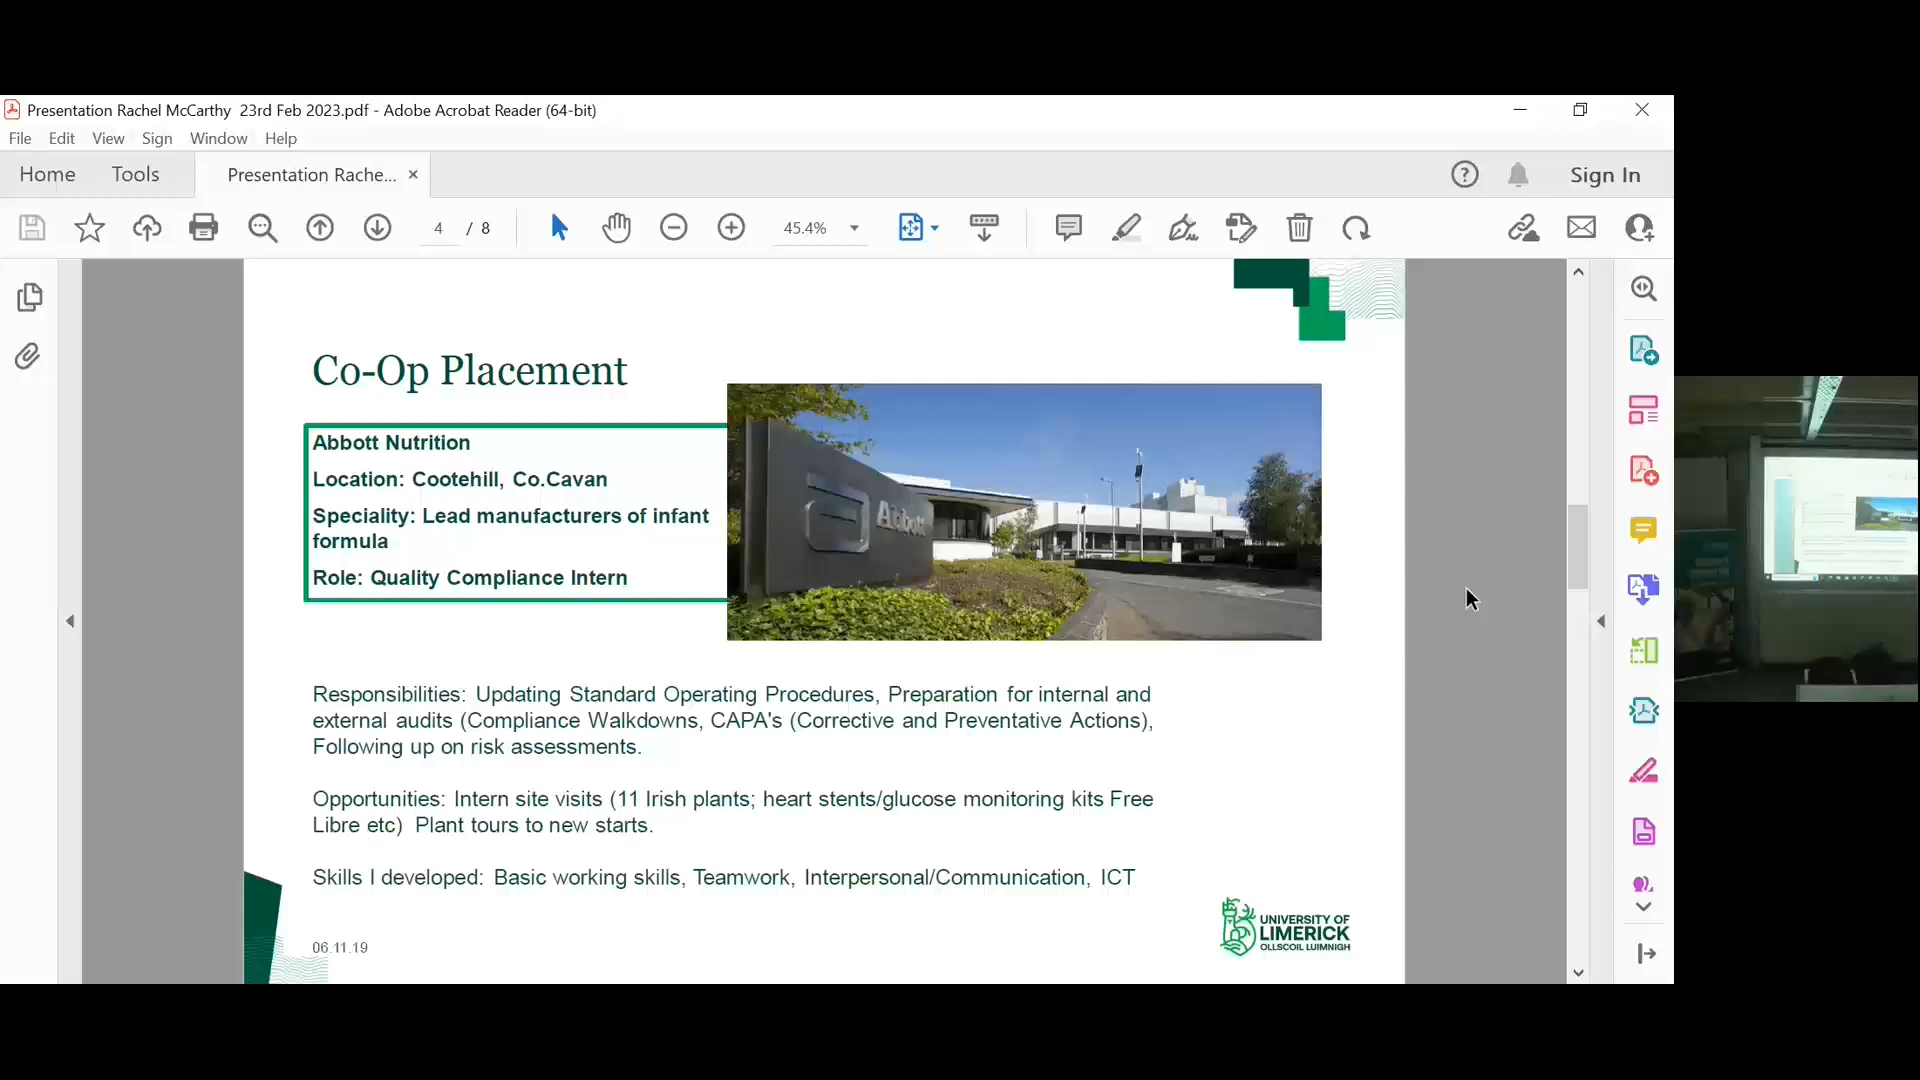 Presentation Rachel McCarthy 23rd Feb 2023.pdf - Adobe Acrobat Reader (64-bit)
File Edit View Sign Window Help
Home Tools Presentation Rache... ×
Sign In
4 / 8 45.4%
Co-Op Placement
Abbott Nutrition
Location: Cootehill, Co.Cavan
Speciality: Lead manufacturers of infant
formula
Role: Quality Compliance Intern
Abbott
Responsibilities: Updating Standard Operating Procedures, Preparation for internal and
external audits (Compliance Walkdowns, CAPA's (Corrective and Preventative Actions),
Following up on risk assessments.
Opportunities: Intern site visits (11 Irish plants; heart stents/glucose monitoring kits Free
Libre etc) Plant tours to new starts.
Skills I developed: Basic working skills, Teamwork, Interpersonal/Communication, ICT
06.11.19
UNIVERSITY OF
LIMERICK
OLLSCOIL LUIMNIGH